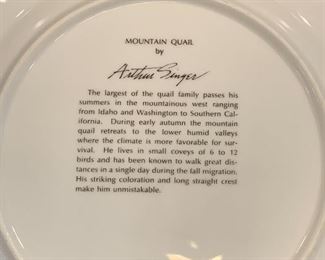 MOUNTAIN QUAIL
by
Arthur Singer
The largest of the quail family passes his
summers in the mountainous west ranging
from Idaho and Washington to Southern Cal-
ifornia. During early autumn the mountain
quail retreats to the lower humid valleys
where the climate is more favorable for sur-
vival. He lives in small coveys of 6 to 12
birds and has been known to walk great dis-
tances in a single day during the fall migration.
His striking coloration and long straight crest
make him unmistakable.